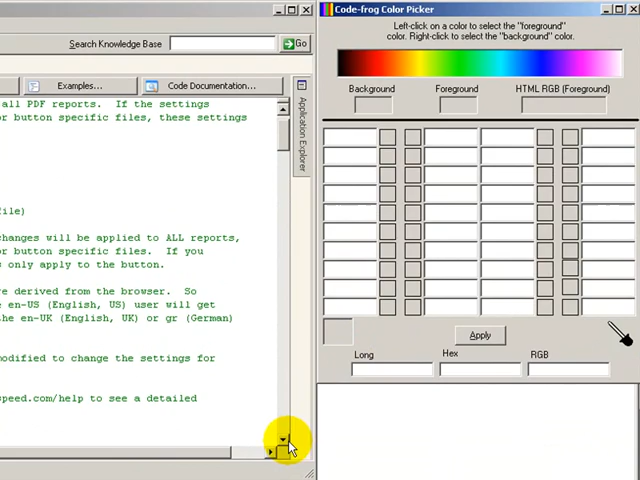 Search Knowledge Base
Go
Examples...
Code Documentation...
all PDF reports.  If the settings
or button specific files, these settings
file)
changes will be applied to ALL reports,
or button specific files.  If you
s only apply to the button.
ve derived from the browser.  So
he en-US (English, US) user will get
the en-UK (English, UK) or gr (German)
modified to change the settings for
speed.com/help to see a detailed
Application Explorer
Code-frog Color Picker
Left-click on a color to select the "foreground"
color. Right-click to select the "background" color.
Background
Foreground
HTML RGB (Foreground)
Apply
Long
Hex
RGB